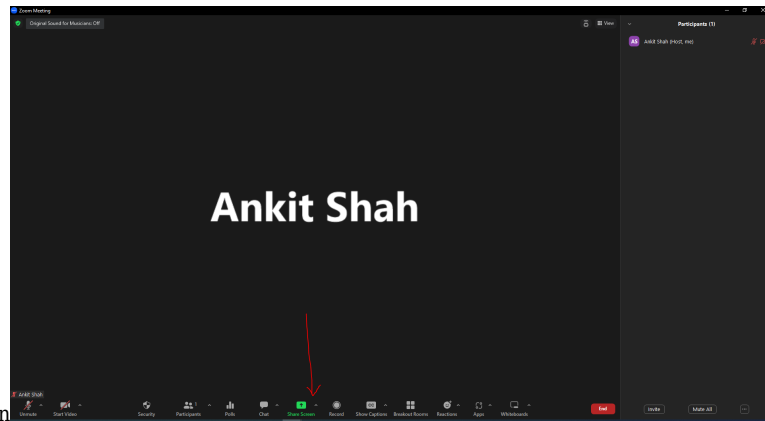 Zoom Meeting
Original Sound for Musicians: Off
View
Participants (1)
AS Ankit Shah (Host, me)
Ankit Shah
Ankit Shah
Unmute Start Video Security Participants 1 Polls Chat Share Screen Record CC Show Captions Breakout Rooms Reactions Apps Whiteboards End
Invite Mute All
n